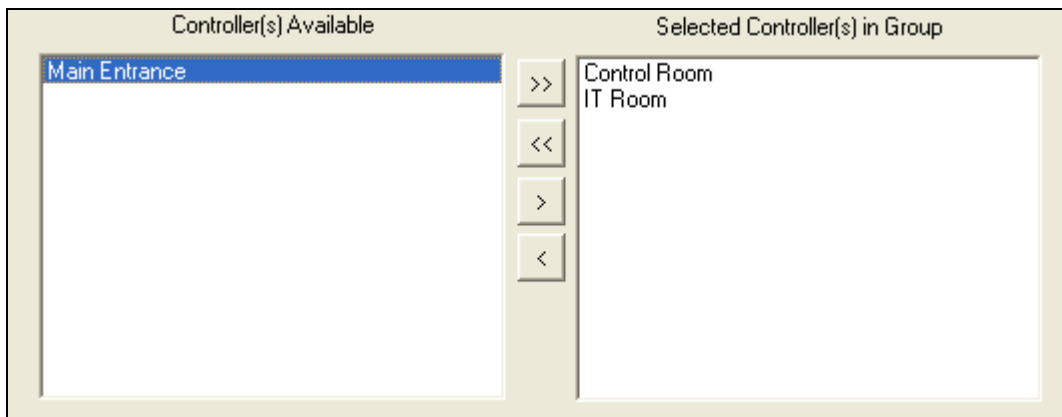 Controller(s) Available
Selected Controller(s) in Group
Main Entrance
Control Room
IT Room
>>
<<
>
<